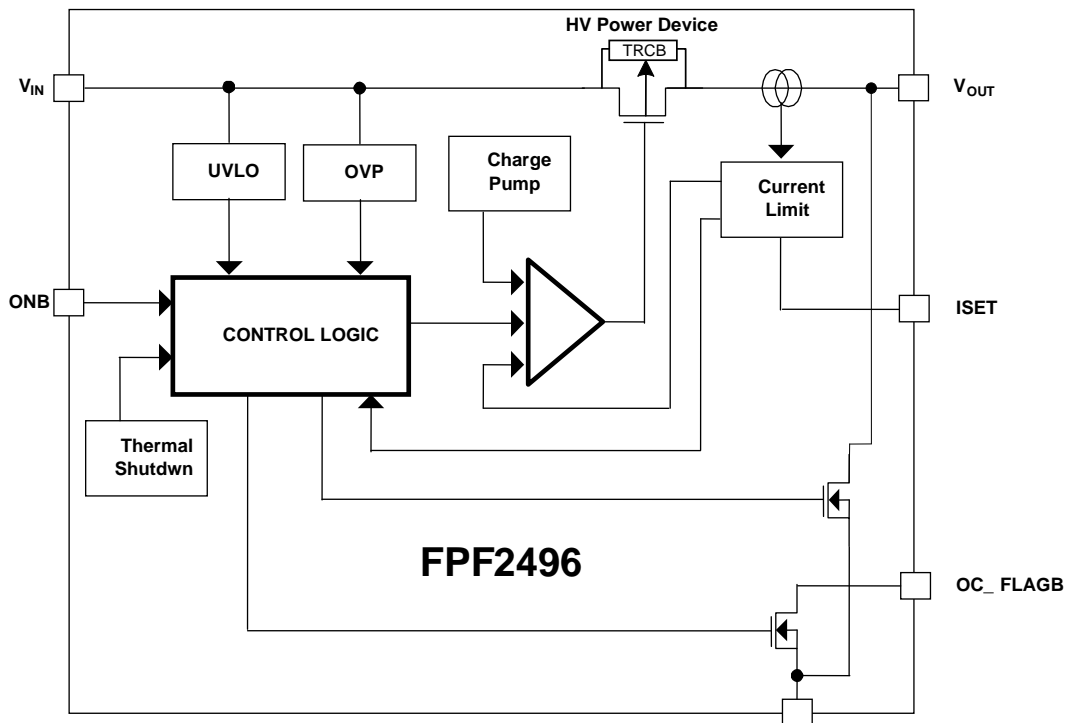 HV Power Device
TRCB
VIN
VOUT
UVLO
OVP
Charge
Pump
Current
Limit
ONB
CONTROL LOGIC
ISET
Thermal
Shutdwn
FPF2496
OC_ FLAGB